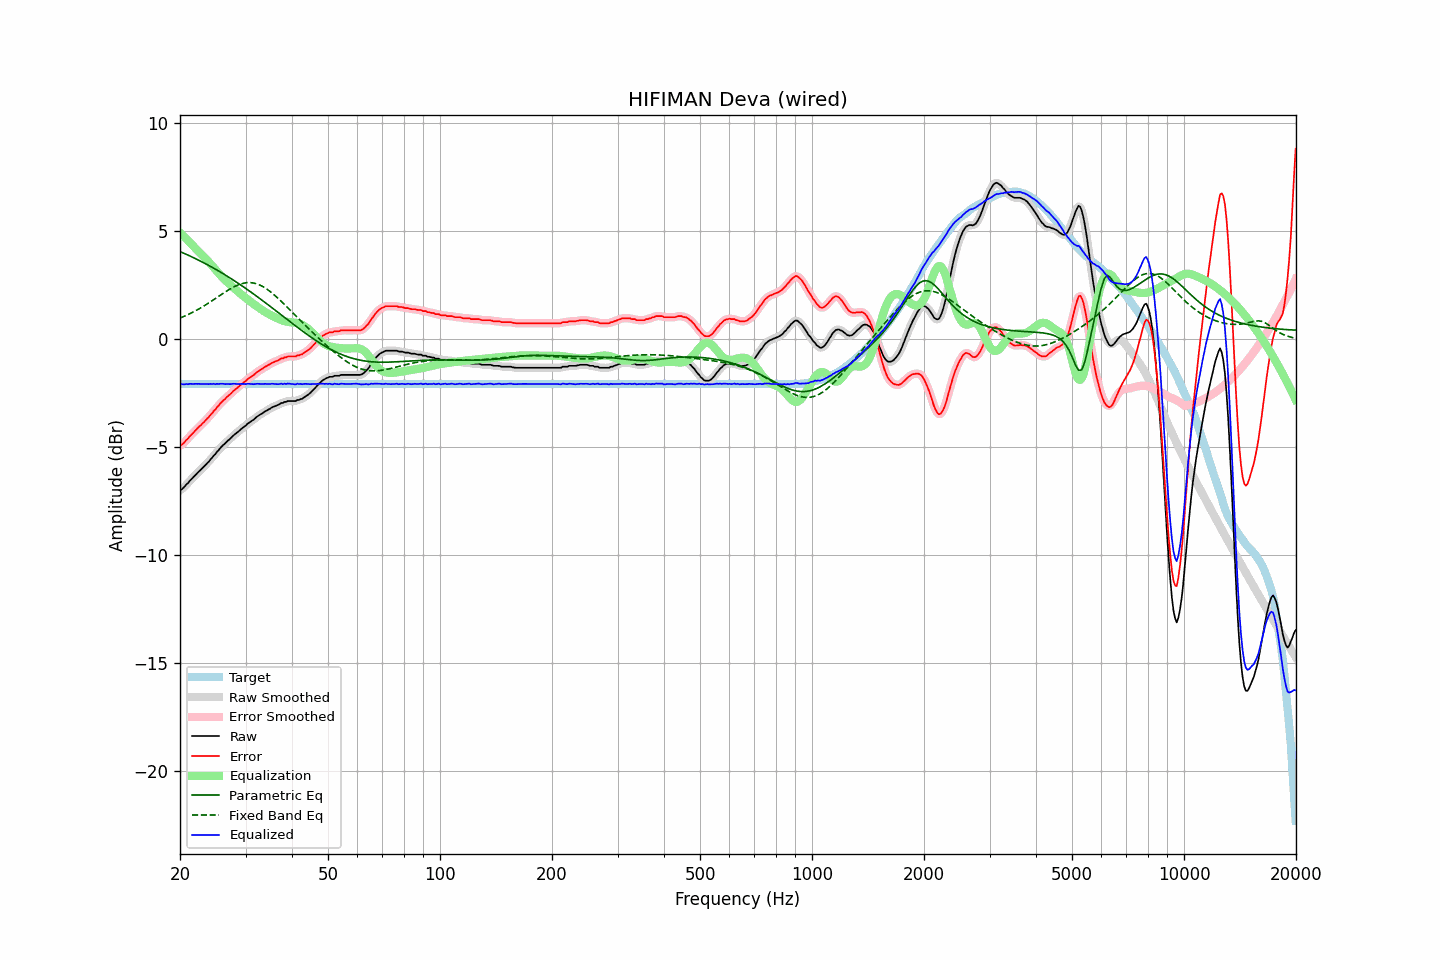 HIFIMAN Deva (wired)
10
5
0
−5
−10
−15
−20
Amplitude (dBr)
Target
Raw Smoothed
Error Smoothed
Raw
Error
Equalization
Parametric Eq
Fixed Band Eq
Equalized
20 50 100 200 500 1000 2000 5000 10000 20000
Frequency (Hz)